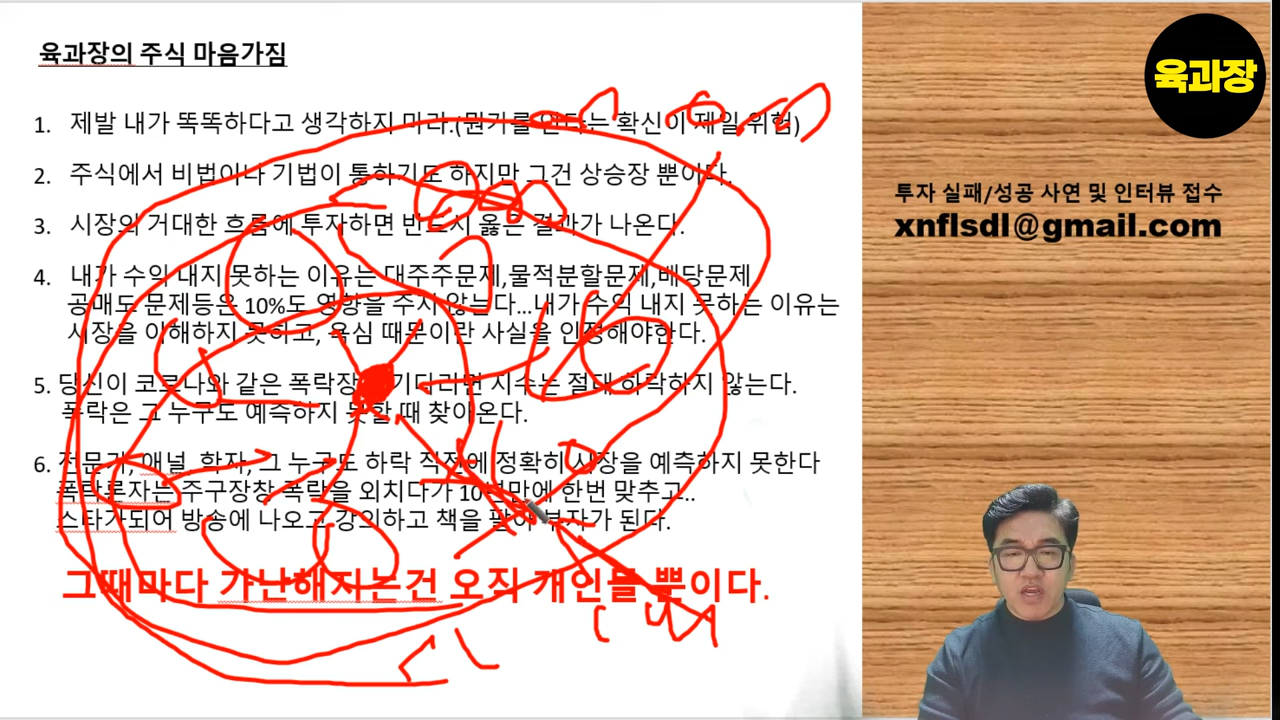 육과장의 주식 마음가짐
육과장
1. 제발 내가 똑똑하다고 생각하지 마라.(뭔가를 안다는 확신이 제일 위험)
2. 주식에서 비법이나 기법이 통하기도 하지만 그건 상승장 뿐이다.
3. 시장의 거대한 흐름에 투자하면 반드시 옳은 결과가 나온다.
4. 내가 수익 내지 못하는 이유는 대주주문제,물적분할문제,배당문제
공매도 문제등은 10%도 영향을 주지 않는다...내가 수익 내지 못하는 이유는
시장을 이해하지 못하고, 욕심 때문이란 사실을 인정해야한다.
5. 당신이 코로나와 같은 폭락장 기다리면 지수는 절대 하락하지 않는다.
폭락은 그 누구도 예측하지 못할 때 찾아온다.
6. 전문가, 애널, 학자, 그 누구도 하락 직전에 정확히 시장을 예측하지 못한다
폭락론자는 주구장창 폭락을 외치다가 10년만에 한번 맞추고..
스타가되어 방송에 나오고 강의하고 책을 팔아 부자가 된다.
그때마다 가난해지는건 오직 개인들 뿐이다.
투자 실패/성공 사연 및 인터뷰 접수
xnflsdl@gmail.com